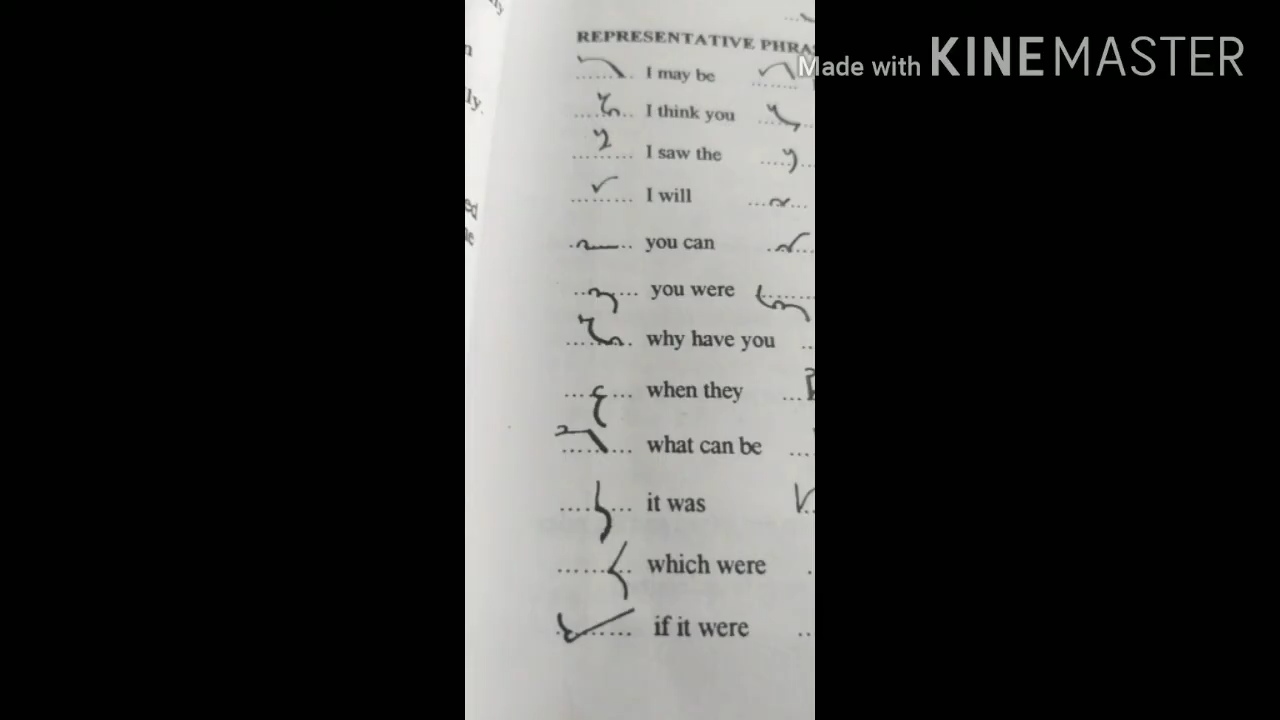 REPRESENTATIVE PHRA
Made with KINEMASTER
I may be
I think you
I saw the
I will
you can
you were
why have you
when they
what can be
it was
which were
if it were
ly.